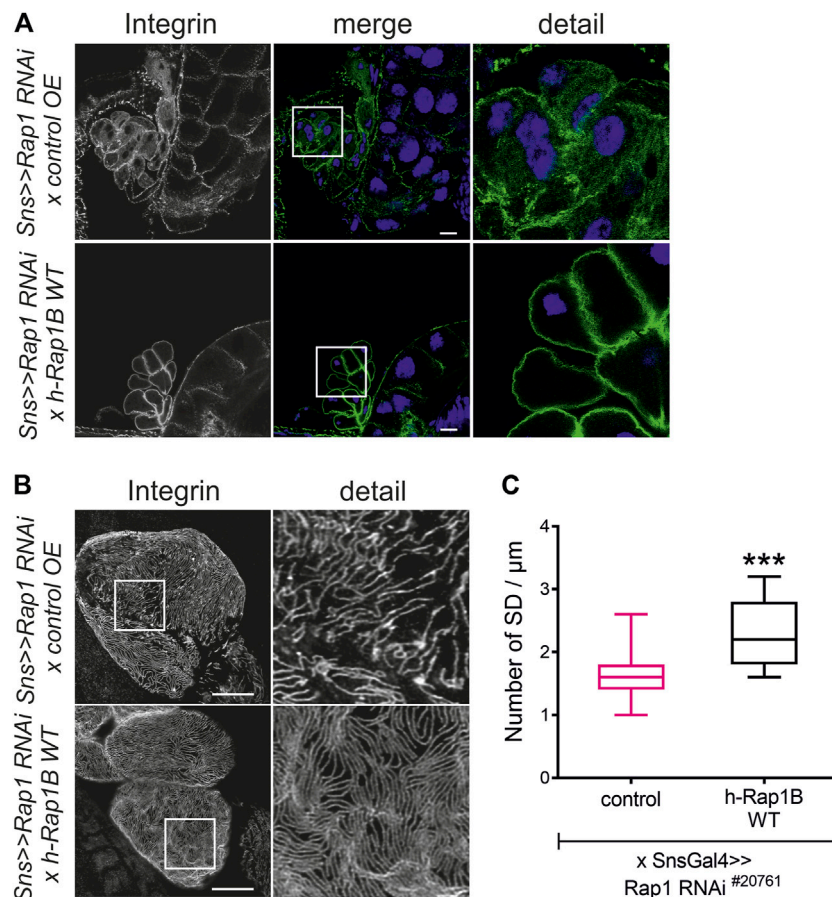 A
Integrin
merge
detail
Sns>>Rap1 RNAi
x control OE
Sns>>Rap1 RNAi
x h-Rap1B WT
B
Integrin
detail
Sns>>Rap1 RNAi
x control OE
Sns>>Rap1 RNAi
x h-Rap1B WT
C
Number of SD / µm
4
3
2
1
0
***
control
h-Rap1B
WT
x SnsGal4>>
Rap1 RNAi #20761